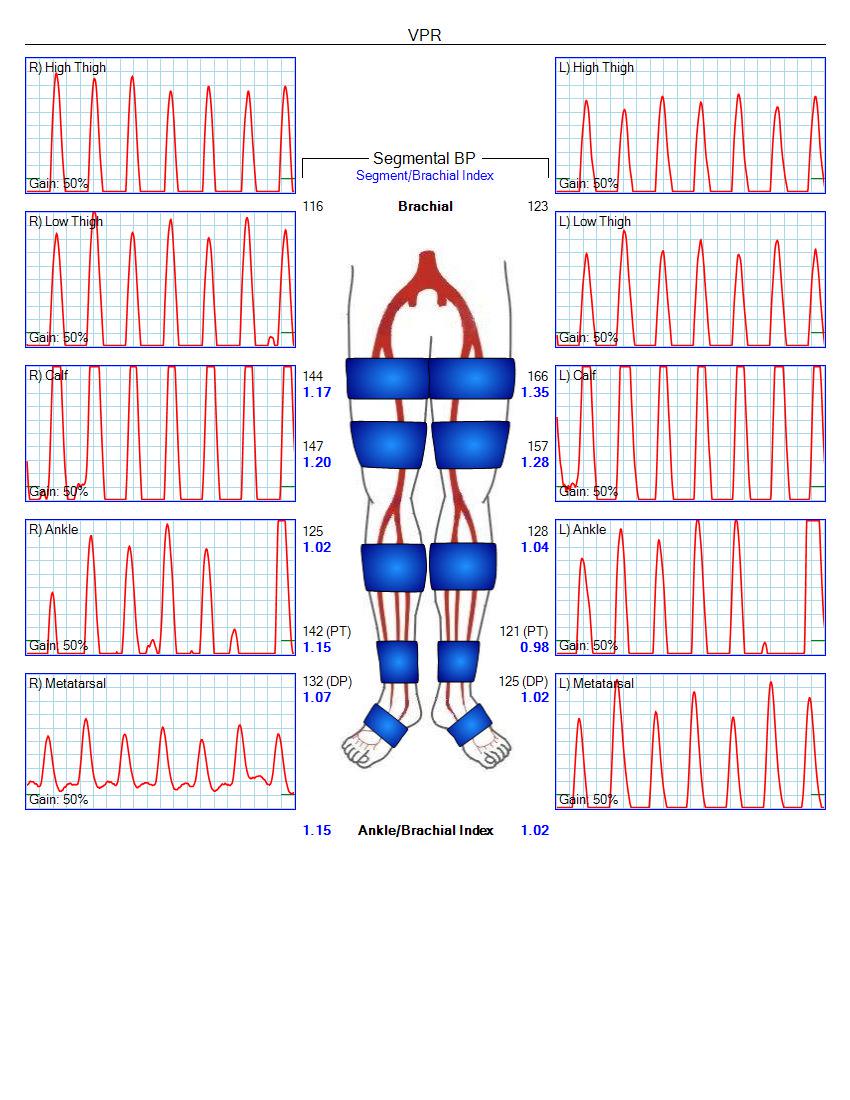 VPR
R) High Thigh
Gain: 50%
L) High Thigh
Gain: 50%
Segmental BP
Segment/Brachial Index
116 Brachial 123
R) Low Thigh
Gain: 50%
L) Low Thigh
Gain: 50%
144 166
1.17 1.35
R) Calf
Gain: 50%
L) Calf
Gain: 50%
147 157
1.20 1.28
R) Ankle
Gain: 50%
L) Ankle
Gain: 50%
125 128
1.02 1.04
142 (PT) 121 (PT)
1.15 0.98
R) Metatarsal
Gain: 50%
L) Metatarsal
Gain: 50%
132 (DP) 125 (DP)
1.07 1.02
1.15 Ankle/Brachial Index 1.02